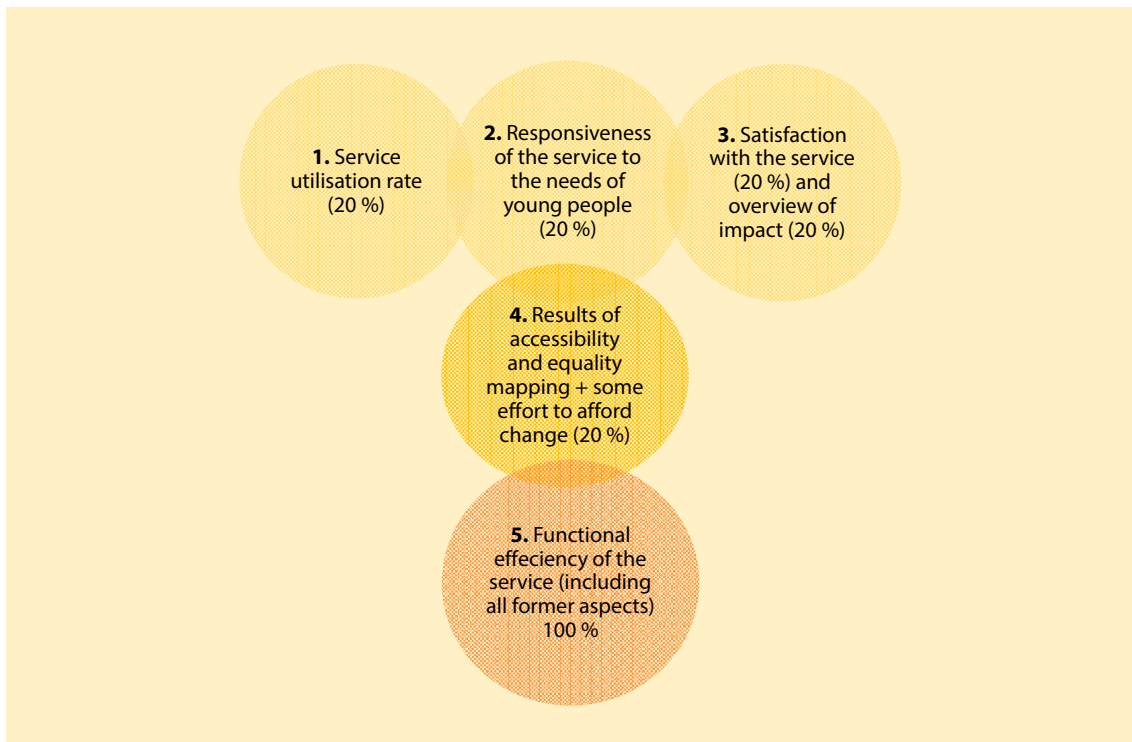 1. Service
utilisation rate
(20 %)
2. Responsiveness
of the service to
the needs of
young people
(20 %)
3. Satisfaction
with the service
(20 %) and
overview of
impact (20 %)
4. Results of
accessibility
and equality
mapping + some
effort to afford
change (20 %)
5. Functional
effeciency of the
service (including
all former aspects)
100 %